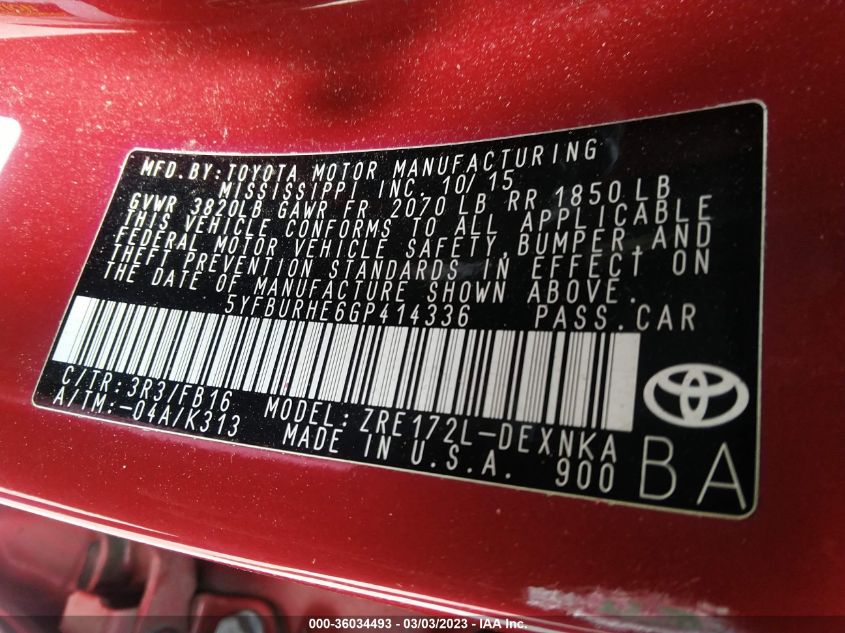 MFD.BY:TOYOTA MOTOR MANUFACTURING
MISSISSIPPI INC. 10/15
GVWR 3820LB GAWR FR 2070 LB RR 1850LB
THIS VEHICLE CONFORMS TO ALL APPLICABLE
FEDERAL MOTOR VEHICLE SAFETY,BUMPER,AND
THEFT PREVENTION STANDARDS IN EFFECT ON
THE DATE OF MANUFACTURE SHOWN ABOVE.
5YFBURHE6GP414336 PASS.CAR
C/TR:3R3/FB16 MODEL:ZRE172L-DEXNKA
A/TM:-04A/K313 MADE IN U.S.A. 900
BA
000-36034493 - 03/03/2023 - IAA Inc.